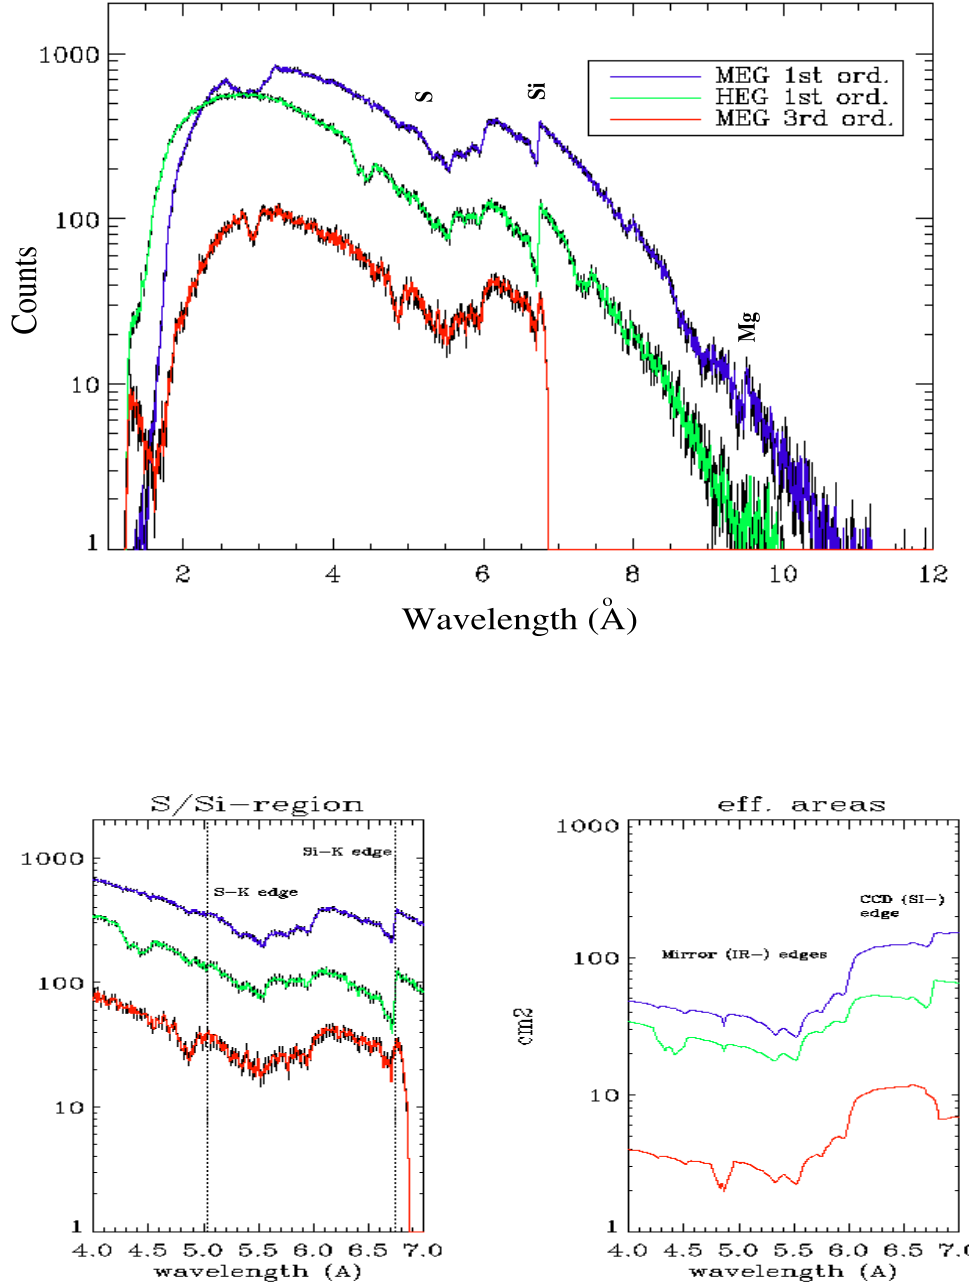 1000
100
10
1
Counts
S
Si
Mg
MEG 1st ord.
HEG 1st ord.
MEG 3rd ord.
2 4 6 8 10 12
Wavelength (Å)
S/Si-region
1000
100
10
1
Si-K edge
S-K edge
4.0 4.5 5.0 5.5 6.0 6.5 7.0
wavelength (A)
eff. areas
1000
100
10
1
cm2
CCD (SI-)
edge
Mirror (IR-) edges
4.0 4.5 5.0 5.5 6.0 6.5 7.0
wavelength (A)